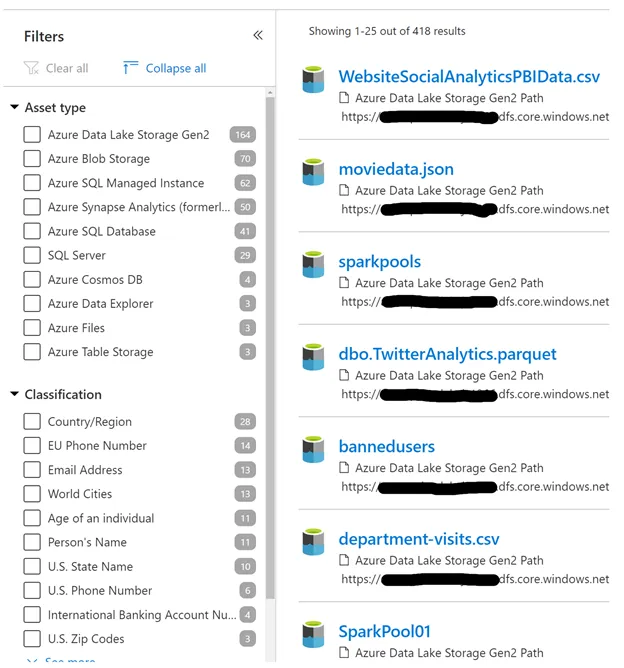 Filters
Clear all
Collapse all
Asset type
Azure Data Lake Storage Gen2 164
Azure Blob Storage 70
Azure SQL Managed Instance 62
Azure Synapse Analytics (formerl... 50
Azure SQL Database 41
SQL Server 29
Azure Cosmos DB 4
Azure Data Explorer 3
Azure Files 3
Azure Table Storage 3
Classification
Country/Region 28
EU Phone Number 14
Email Address 13
World Cities 13
Age of an individual 11
Person's Name 11
U.S. State Name 10
U.S. Phone Number 6
International Banking Account Nu... 4
U.S. Zip Codes 3
See more
Showing 1-25 out of 418 results
WebsiteSocialAnalyticsPBIData.csv
Azure Data Lake Storage Gen2 Path
https:// dfs.core.windows.net
moviedata.json
Azure Data Lake Storage Gen2 Path
https:// dfs.core.windows.net
sparkpools
Azure Data Lake Storage Gen2 Path
https:// dfs.core.windows.net
dbo.TwitterAnalytics.parquet
Azure Data Lake Storage Gen2 Path
https:// dfs.core.windows.net
bannedusers
Azure Data Lake Storage Gen2 Path
https:// dfs.core.windows.net
department-visits.csv
Azure Data Lake Storage Gen2 Path
https:// dfs.core.windows.net
SparkPool01
Azure Data Lake Storage Gen2 Path